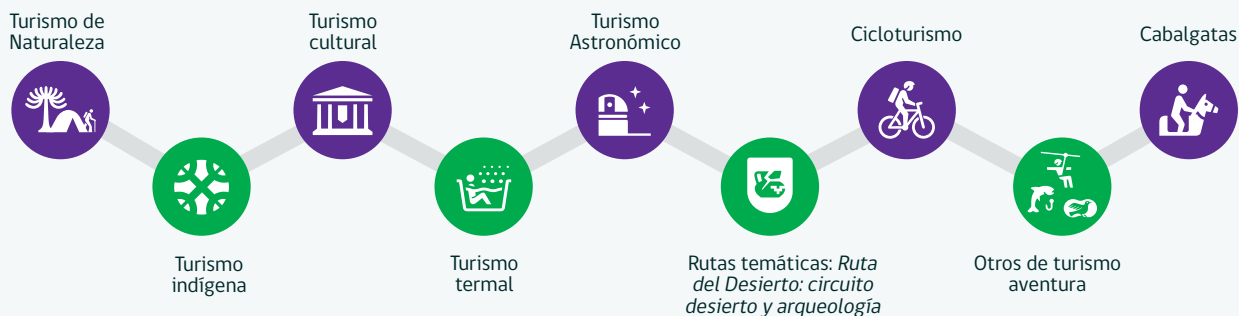 Turismo de
Naturaleza
Turismo
indígena
Turismo
cultural
Turismo
termal
Turismo
Astronómico
Rutas temáticas: Ruta
del Desierto: circuito
desierto y arqueología
Cicloturismo
Otros de turismo
aventura
Cabalgatas